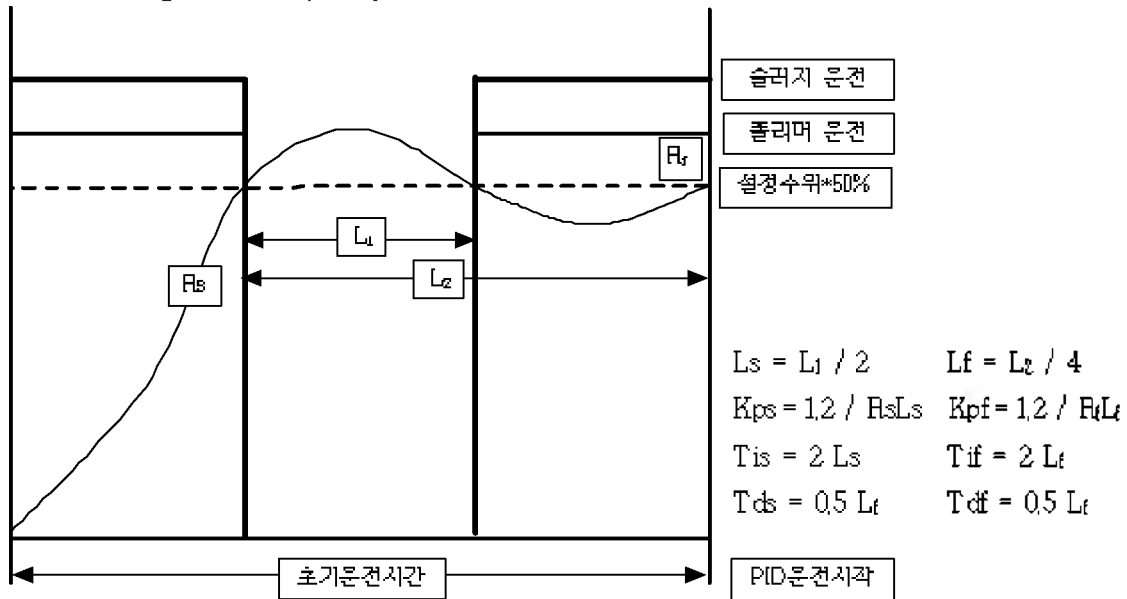 슬러지 운전
폴리머 운전
Rf
설정수위*50%
L1
L2
Rs
Ls = L1 / 2 Lf = L2 / 4
Kps = 1,2 / RsLs Kpf = 1,2 / RfLf
Tis = 2 Ls Tif = 2 Lf
Tds = 0,5 Lf Tdf = 0,5 Lf
초기운전시간
PID운전시작